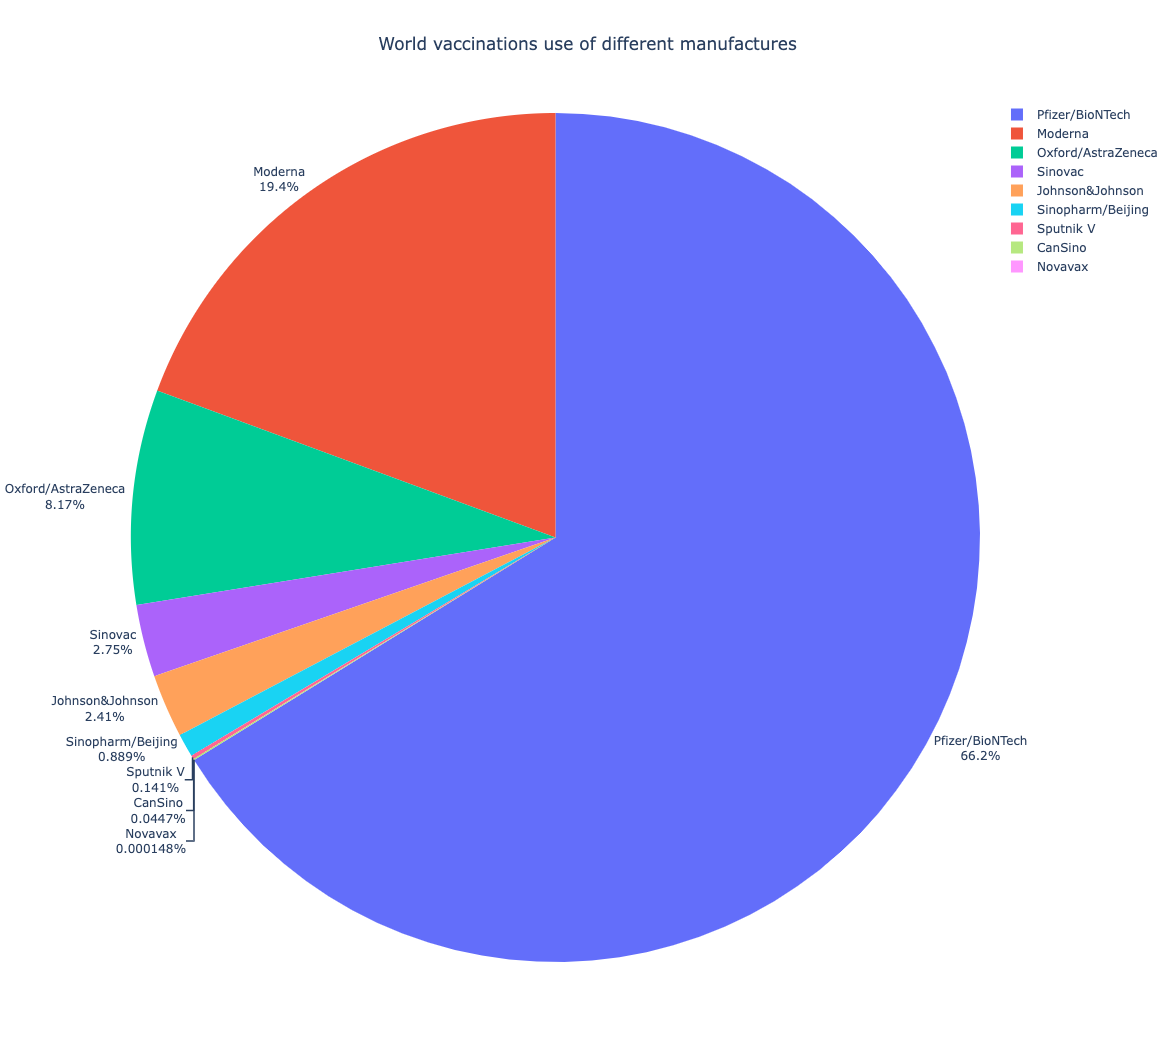 World vaccinations use of different manufactures
Pfizer/BioNTech
Moderna
Oxford/AstraZeneca
Sinovac
Johnson&Johnson
Sinopharm/Beijing
Sputnik V
CanSino
Novavax
Moderna
19.4%
Oxford/AstraZeneca
8.17%
Sinovac
2.75%
Johnson&Johnson
2.41%
Sinopharm/Beijing
0.889%
Sputnik V
0.141%
CanSino
0.0447%
Novavax
0.000148%
Pfizer/BioNTech
66.2%